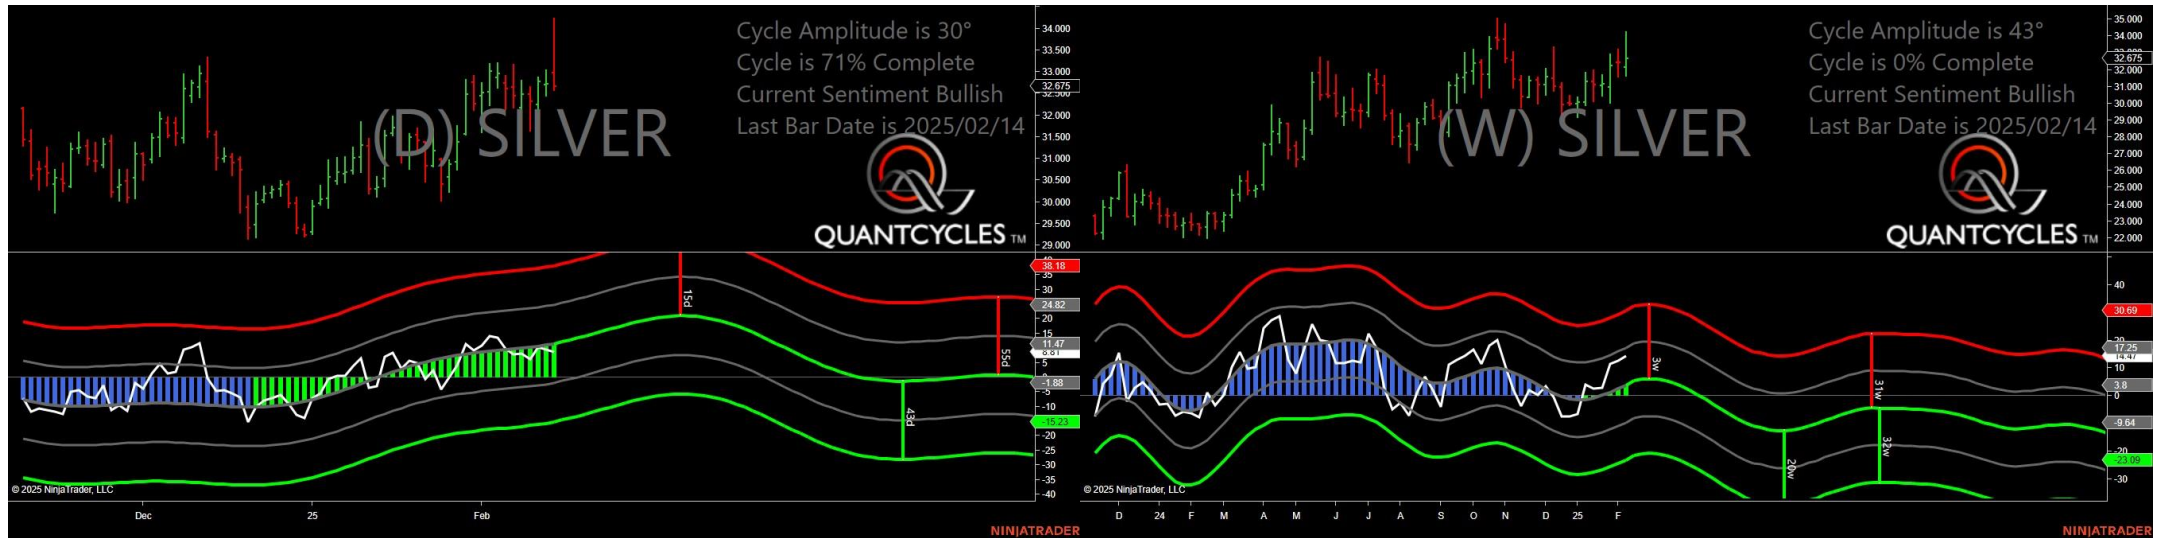 Cycle Amplitude is 30°
Cycle is 71% Complete
Current Sentiment Bullish
Last Bar Date is 2025/02/14
(D) SILVER
QUANTCYCLES TM
34.000
33.500
33.000
32.675
32.500
32.000
31.500
31.000
30.500
30.000
29.500
29.000
38.18
35
30
24.82
20
15
11.47
8.81
5
-1.88
-5
-10
-15.23
-20
-25
-30
-35
-40
15d
43d
55d
© 2025 NinjaTrader, LLC
Dec
25
Feb
NINJATRADER
Cycle Amplitude is 43°
Cycle is 0% Complete
Current Sentiment Bullish
Last Bar Date is 2025/02/14
(W) SILVER
QUANTCYCLES TM
35.000
34.000
32.675
32.000
31.000
30.000
29.000
28.000
27.000
26.000
25.000
24.000
23.000
22.000
40
30.69
17.25
14.47
10
3.8
0
-9.64
-20
-23.09
-30
3w
20w
31w
32w
© 2025 NinjaTrader, LLC
D 24 F M A M J J A S O N D 25 F
NINJATRADER